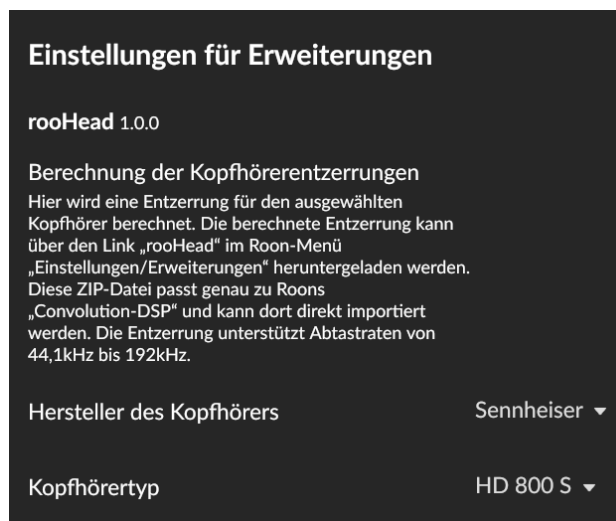 Einstellungen für Erweiterungen
rooHead 1.0.0
Berechnung der Kopfhörerentzerrungen
Hier wird eine Entzerrung für den ausgewählten
Kopfhörer berechnet. Die berechnete Entzerrung kann
über den Link „rooHead“ im Roon-Menü
„Einstellungen/Erweiterungen“ heruntergeladen werden.
Diese ZIP-Datei passt genau zu Roons
„Convolution-DSP“ und kann dort direkt importiert
werden. Die Entzerrung unterstützt Abtastraten von
44,1kHz bis 192kHz.
Hersteller des Kopfhörers Sennheiser
Kopfhörertyp HD 800 S